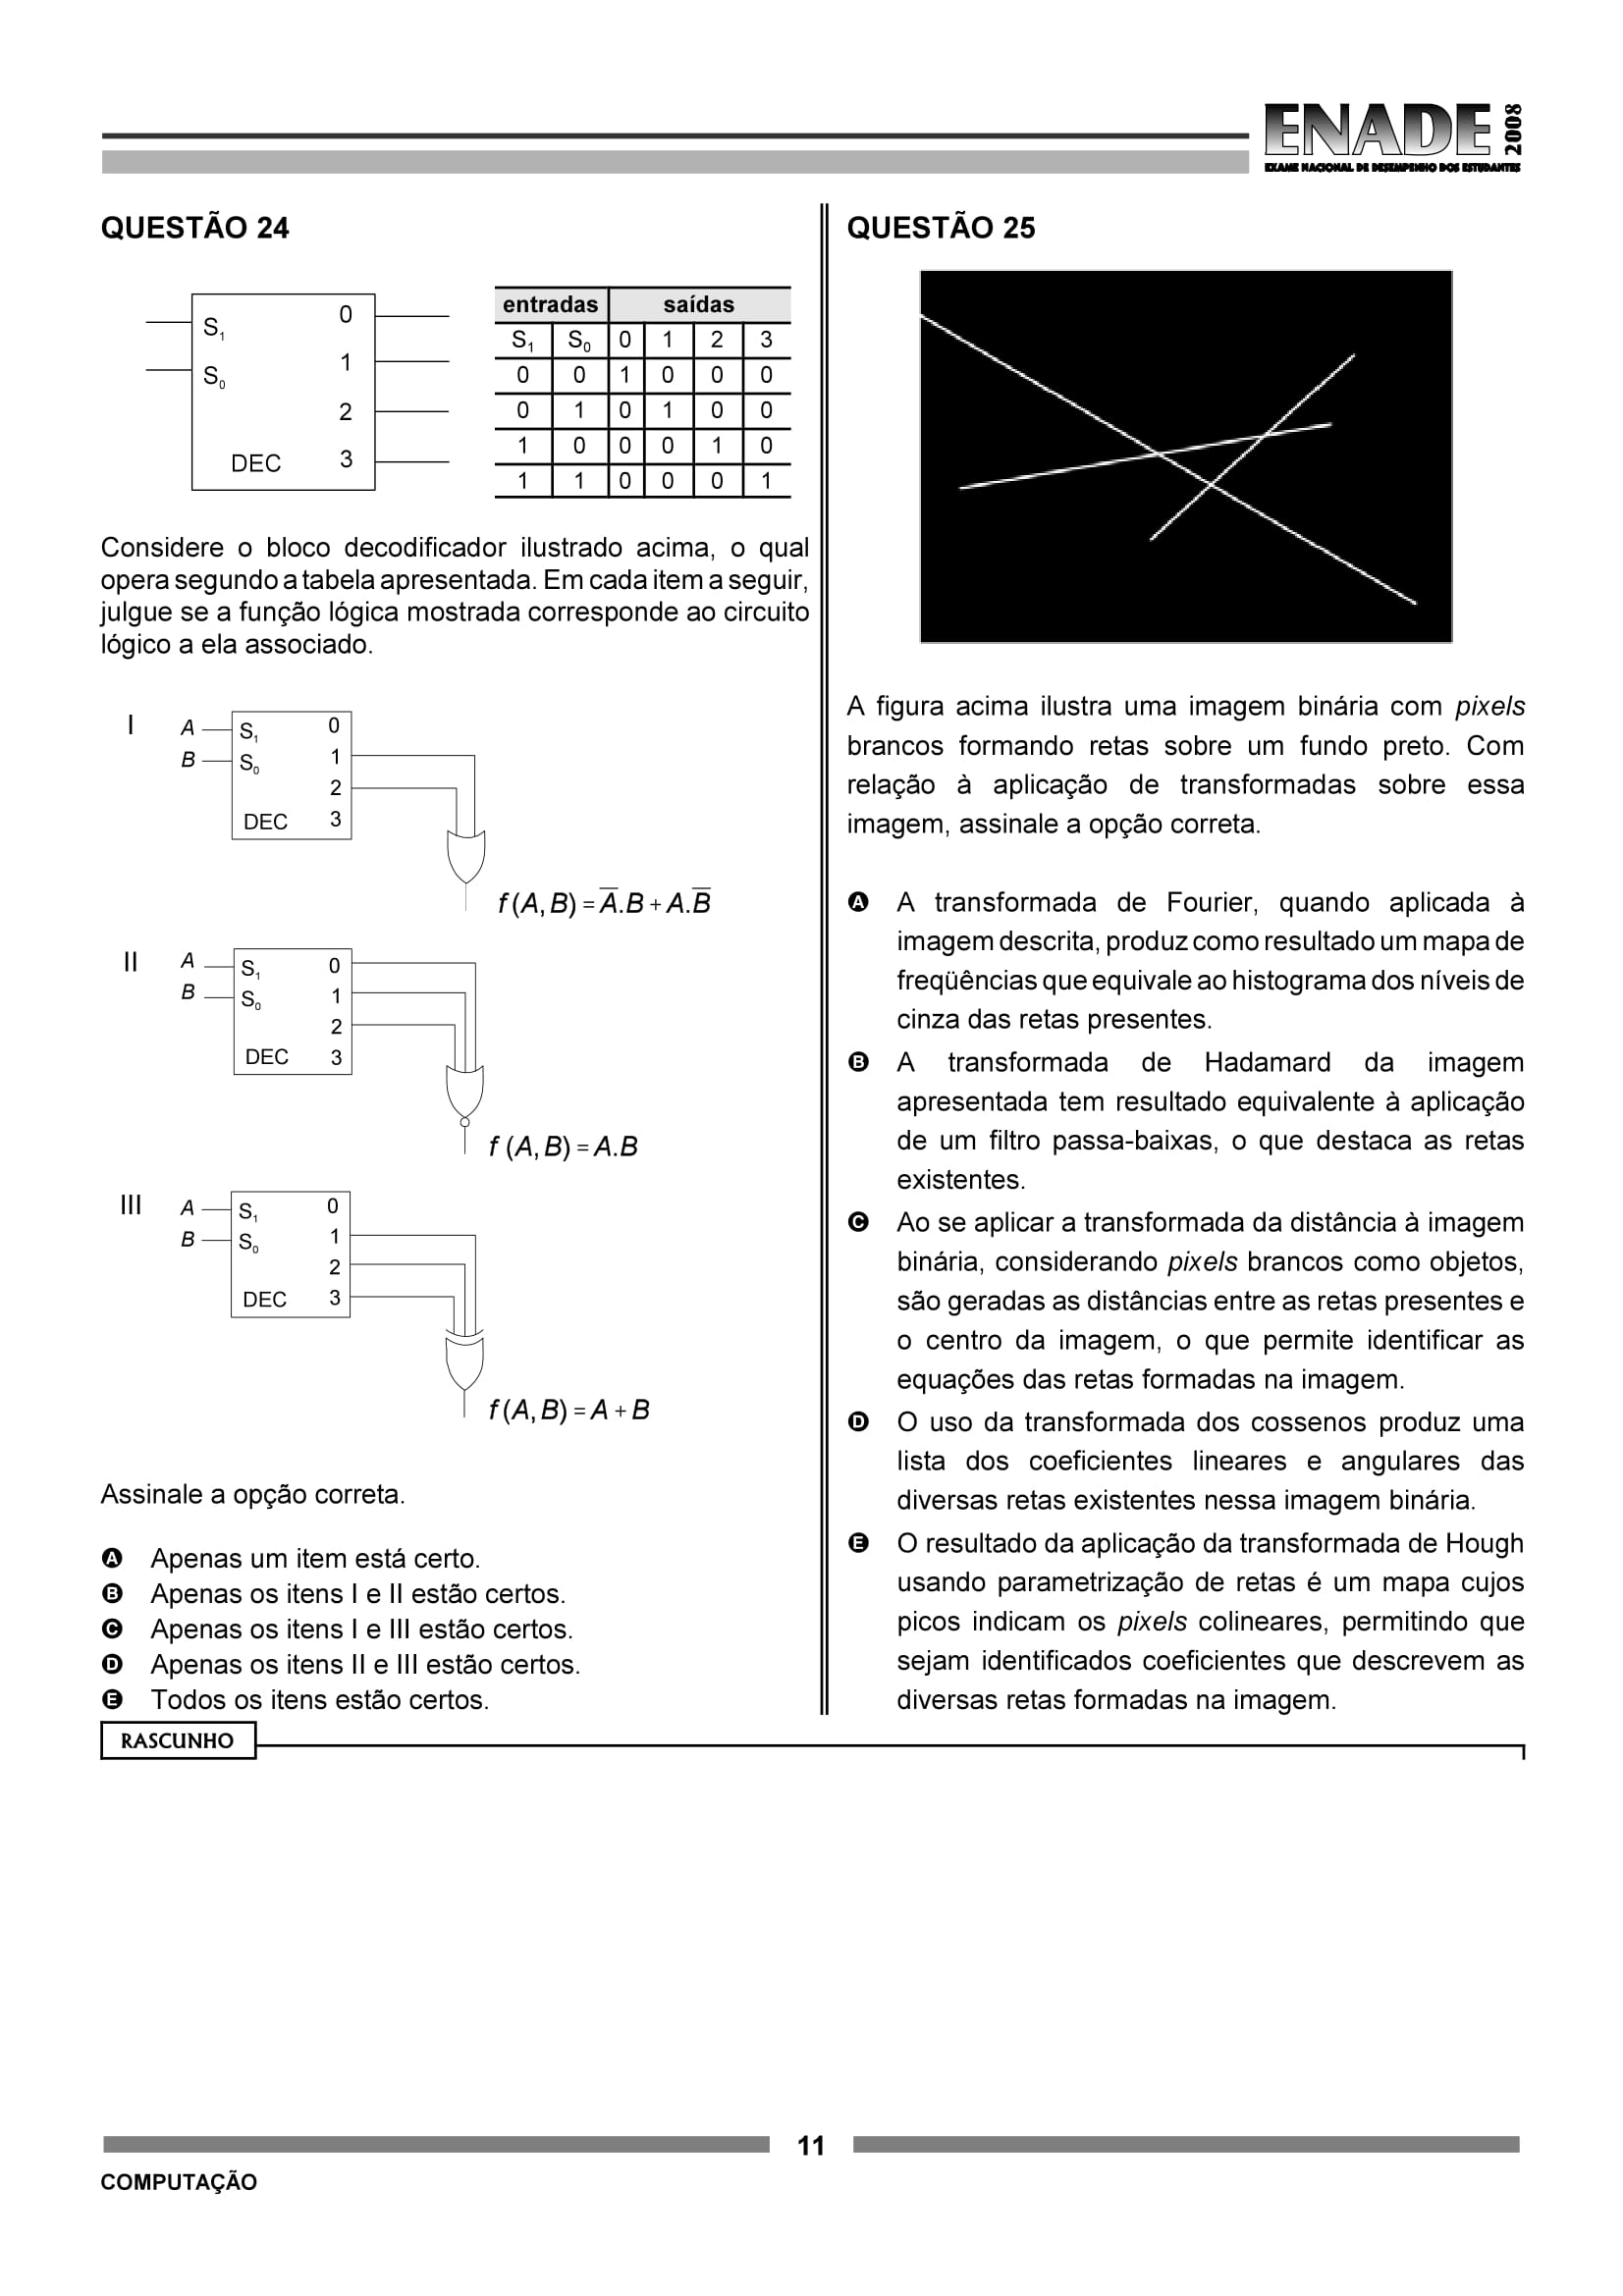 ENADE 2008
EXAME NACIONAL DE DESEMPENHO DOS ESTUDANTES
QUESTÃO 24
S1 0
S0 1
2
DEC 3
entradas saídas
S1 S0 0 1 2 3
0 0 1 0 0 0
0 1 0 1 0 0
1 0 0 0 1 0
1 1 0 0 0 1
Considere o bloco decodificador ilustrado acima, o qual
opera segundo a tabela apresentada. Em cada item a seguir,
julgue se a função lógica mostrada corresponde ao circuito
lógico a ela associado.
I A S1 0
B S0 1
2
DEC 3
f (A, B) = A̅.B + A.B̅
II A S1 0
B S0 1
2
DEC 3
f (A, B) = A.B
III A S1 0
B S0 1
2
DEC 3
f (A, B) = A + B
Assinale a opção correta.
A Apenas um item está certo.
B Apenas os itens I e II estão certos.
C Apenas os itens I e III estão certos.
D Apenas os itens II e III estão certos.
E Todos os itens estão certos.
QUESTÃO 25
A figura acima ilustra uma imagem binária com pixels
brancos formando retas sobre um fundo preto. Com
relação à aplicação de transformadas sobre essa
imagem, assinale a opção correta.
A A transformada de Fourier, quando aplicada à
imagem descrita, produz como resultado um mapa de
freqüências que equivale ao histograma dos níveis de
cinza das retas presentes.
B A transformada de Hadamard da imagem
apresentada tem resultado equivalente à aplicação
de um filtro passa-baixas, o que destaca as retas
existentes.
C Ao se aplicar a transformada da distância à imagem
binária, considerando pixels brancos como objetos,
são geradas as distâncias entre as retas presentes e
o centro da imagem, o que permite identificar as
equações das retas formadas na imagem.
D O uso da transformada dos cossenos produz uma
lista dos coeficientes lineares e angulares das
diversas retas existentes nessa imagem binária.
E O resultado da aplicação da transformada de Hough
usando parametrização de retas é um mapa cujos
picos indicam os pixels colineares, permitindo que
sejam identificados coeficientes que descrevem as
diversas retas formadas na imagem.
RASCUNHO
11
COMPUTAÇÃO